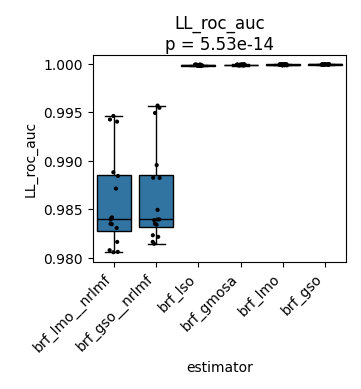 LL_roc_auc
p = 5.53e-14
1.000
0.995
0.990
0.985
0.980
LL_roc_auc
brf_lmo__nrlmf
brf_gso__nrlmf
brf_lso
brf_gmosa
brf_lmo
brf_gso
estimator